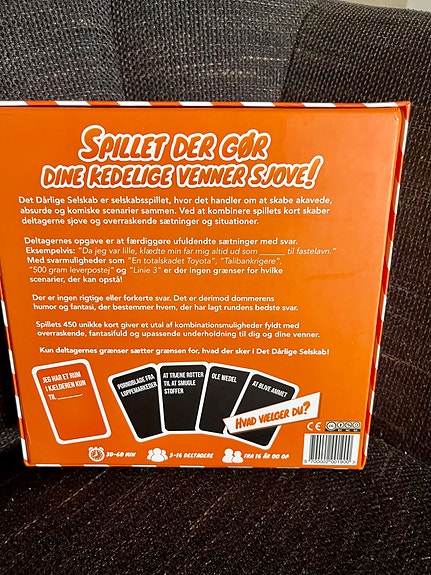 SPILLET DER GØR
DINE KEDELIGE VENNER SJOVE!
Det Dårlige Selskab er selskabsspillet, hvor det handler om at skabe akavede,
absurde og komiske scenarier sammen. Ved at kombinere spillets kort skaber
deltagerne sjove og overraskende sætninger og situationer.
Deltagernes opgave er at færdiggøre ufuldendte sætninger med svar.
Eksempelvis: "Da jeg var lille, klædte min far mig altid ud som ______ til fastelavn."
Med svarmuligheder som "En totalskadet Toyota", "Talibankrigere",
"500 gram leverpostej" og "Linie 3" er der ingen grænser for hvilke
scenarier, der kan opstå!
Der er ingen rigtige eller forkerte svar. Det er derimod dommerens
humor og fantasi, der bestemmer hvem, der har lagt rundens bedste svar.
Spillets 450 unikke kort giver et utal af kombinationsmuligheder fyldt med
overraskende, fantasifuld og upassende underholdning til dig og dine venner.
Kun deltagernes grænser sætter grænsen for, hvad der sker i Det Dårlige Selskab!
JEG HAR ET RUM
I KÆLDEREN KUN
TIL ______
PORNOBLADE FRA
LOPPEMARKEDER
AT TRÆNE ROTTER
TIL AT SMUGLE
STOFFER
OLE WEDEL
AT BLIVE AMMET
HVAD VÆLGER DU?
30-60 MIN
3-16 DELTAGERE
FRA 16 ÅR OG OP
CE
5 700002 001900 >